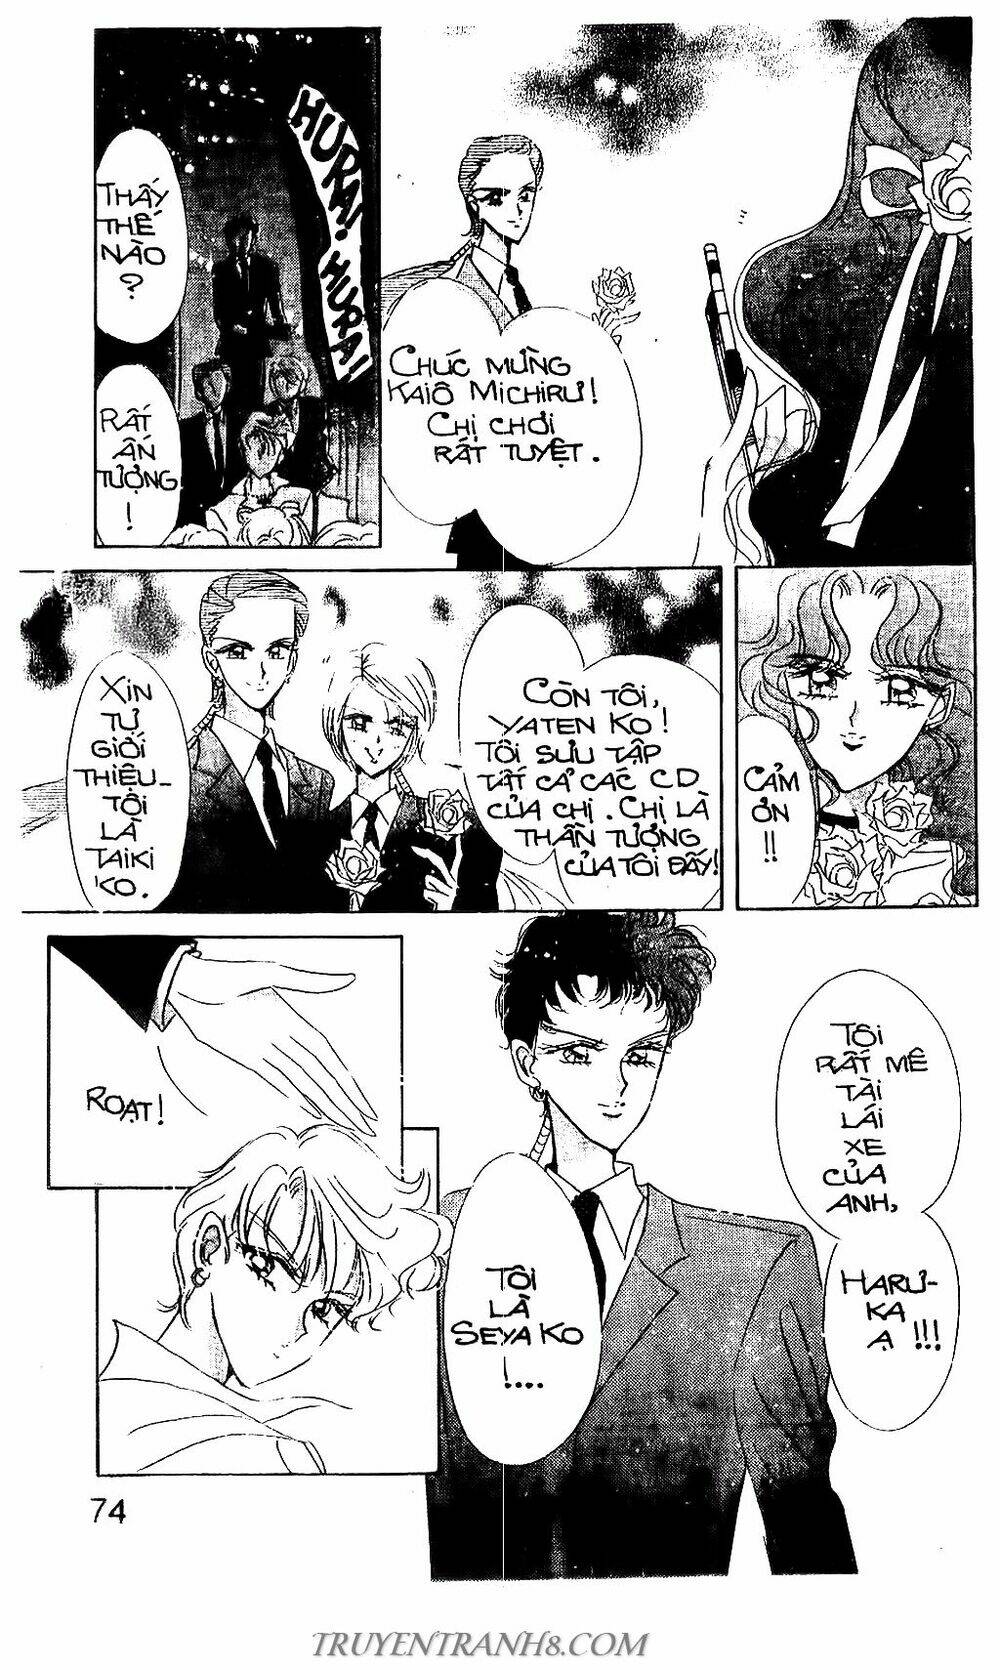 THẤY
THẾ
NÀO
?
HURA! HURA!
RẤT
ẤN
TƯỢNG
!
CHÚC MỪNG
KAIÔ MICHIRƯ!
CHỊ CHƠI
RẤT TUYỆT.
XIN
TỰ
GIỚI
THIỆU_
TÔI
LÀ
TAIKI
KO.
CÒN TÔI,
YATEN KO!
TÔI SƯU TẬP
TẤT CẢ CÁC CD
CỦA CHỊ. CHỊ LÀ
THẦN TƯỢNG
CỦA TÔI ĐẤY!
CẢM
ƠN
!!
ROẠT!
TÔI
RẤT MÊ
TÀI
LÁI
XE
CỦA
ANH,
HARƯ-
KA
Ạ !!!
TÔI
LÀ
SEYA KO
!....
74
TRUYENTRANH8.COM